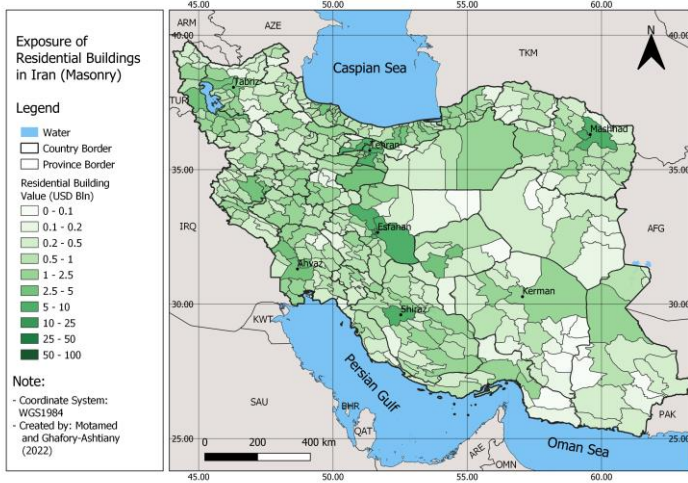 Exposure of
Residential Buildings
in Iran (Masonry)
Legend
Water
Country Border
Province Border
Residential Building
Value (USD Bln)
0 - 0.1
0.1 - 0.2
0.2 - 0.5
0.5 - 1
1 - 2.5
2.5 - 5
5 - 10
10 - 25
25 - 50
50 - 100
Note:
- Coordinate System:
WGS1984
- Created by: Motamed
and Ghafory-Ashtiany
(2022)
45.00 50.00 55.00 60.00
ARM AZE
40.00 40.00
TKM
Caspian Sea
Tabriz
TUR
Mashhad
Tehran
35.00 35.00
IRQ
Esfahan
AFG
Ahvaz
Kerman
30.00 30.00
Shiraz
KWT
Persian Gulf
SAU
BHR
QAT
PAK
25.00 25.00
ARE
OMN
Oman Sea
0 200 400 km
45.00 50.00 55.00 60.00